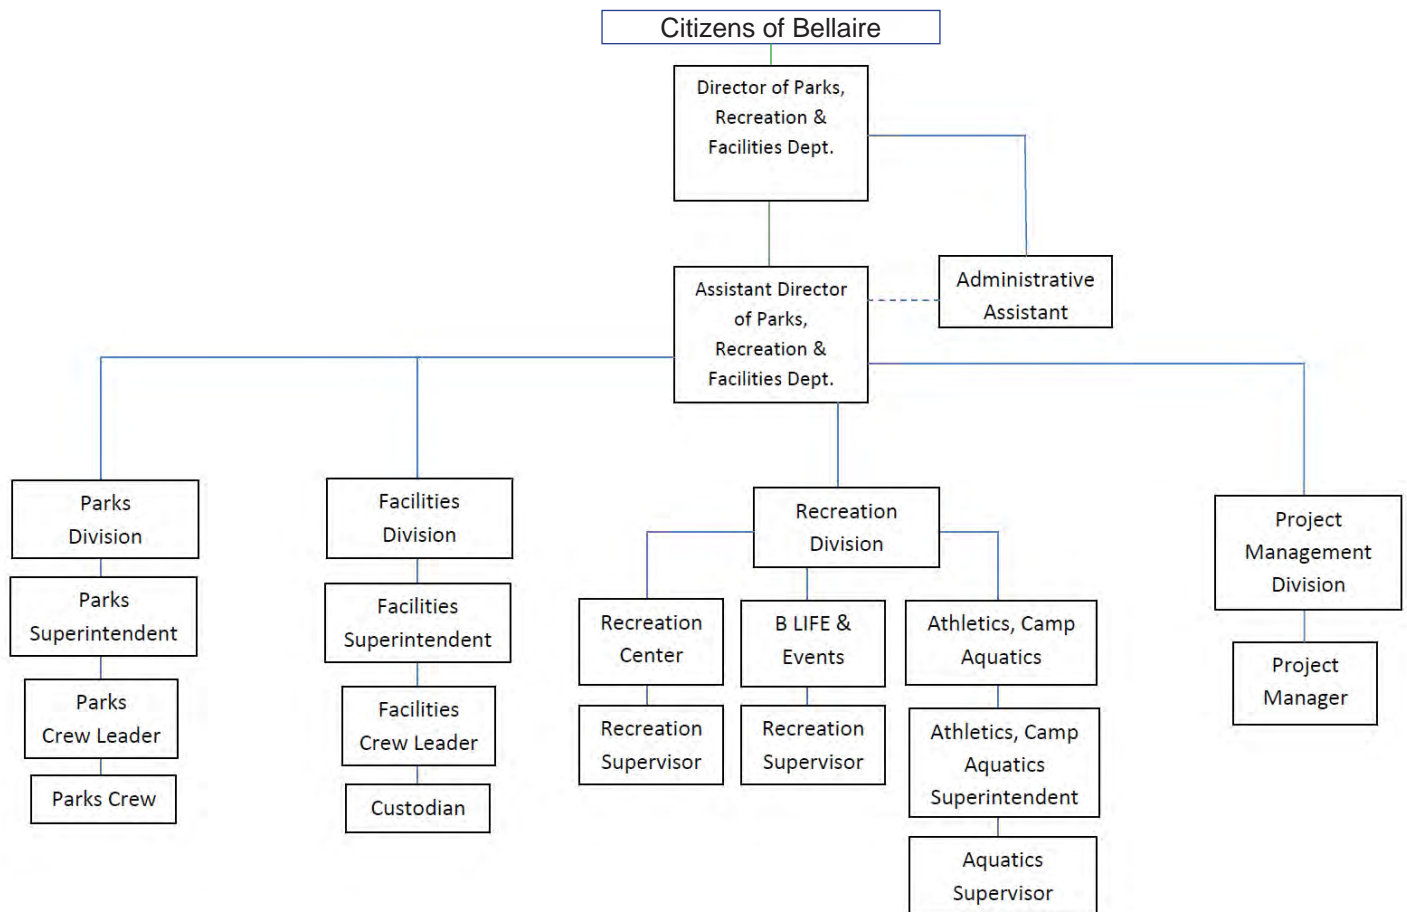 Citizens of Bellaire
Director of Parks,
Recreation &
Facilities Dept.
Administrative
Assistant
Assistant Director
of Parks,
Recreation &
Facilities Dept.
Parks
Division
Parks
Superintendent
Parks
Crew Leader
Parks Crew
Facilities
Division
Facilities
Superintendent
Facilities
Crew Leader
Custodian
Recreation
Division
Recreation
Center
Recreation
Supervisor
B LIFE &
Events
Recreation
Supervisor
Athletics, Camp
Aquatics
Athletics, Camp
Aquatics
Superintendent
Aquatics
Supervisor
Project
Management
Division
Project
Manager